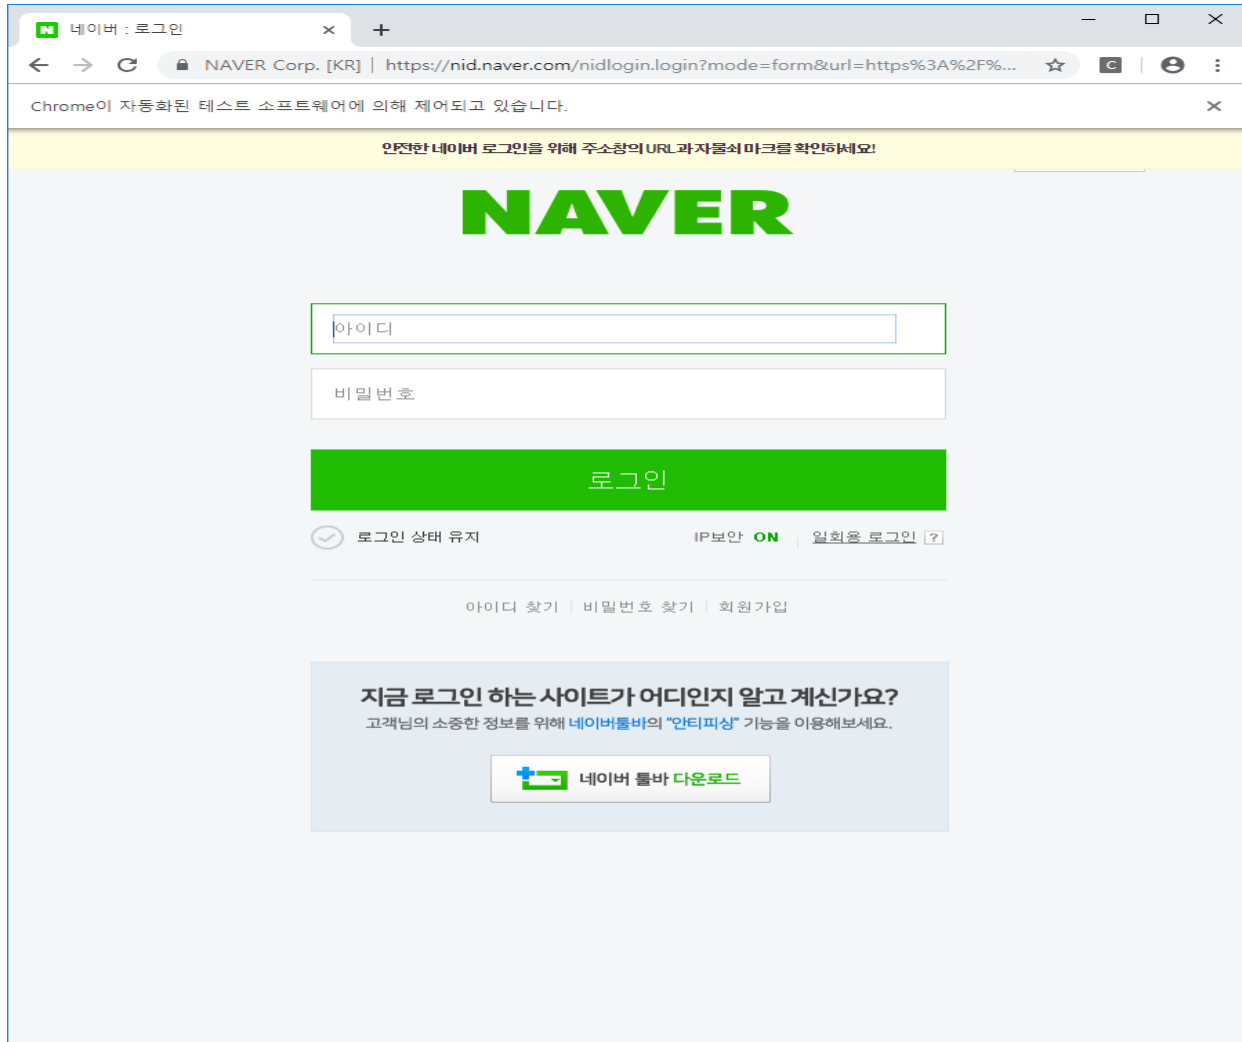 네이버 : 로그인
NAVER Corp. [KR] | https://nid.naver.com/nidlogin.login?mode=form&url=https%3A%2F%...
C
Chrome이 자동화된 테스트 소프트웨어에 의해 제어되고 있습니다.
안전한 네이버 로그인을 위해 주소창의 URL과 자물쇠 마크를 확인하세요!
NAVER
아이디
비밀번호
로그인
로그인 상태 유지 IP보안 ON 일회용 로그인 ?
아이디 찾기 | 비밀번호 찾기 | 회원가입
지금 로그인 하는 사이트가 어디인지 알고 계신가요?
고객님의 소중한 정보를 위해 네이버툴바의 “안티피싱” 기능을 이용해보세요.
네이버 툴바 다운로드